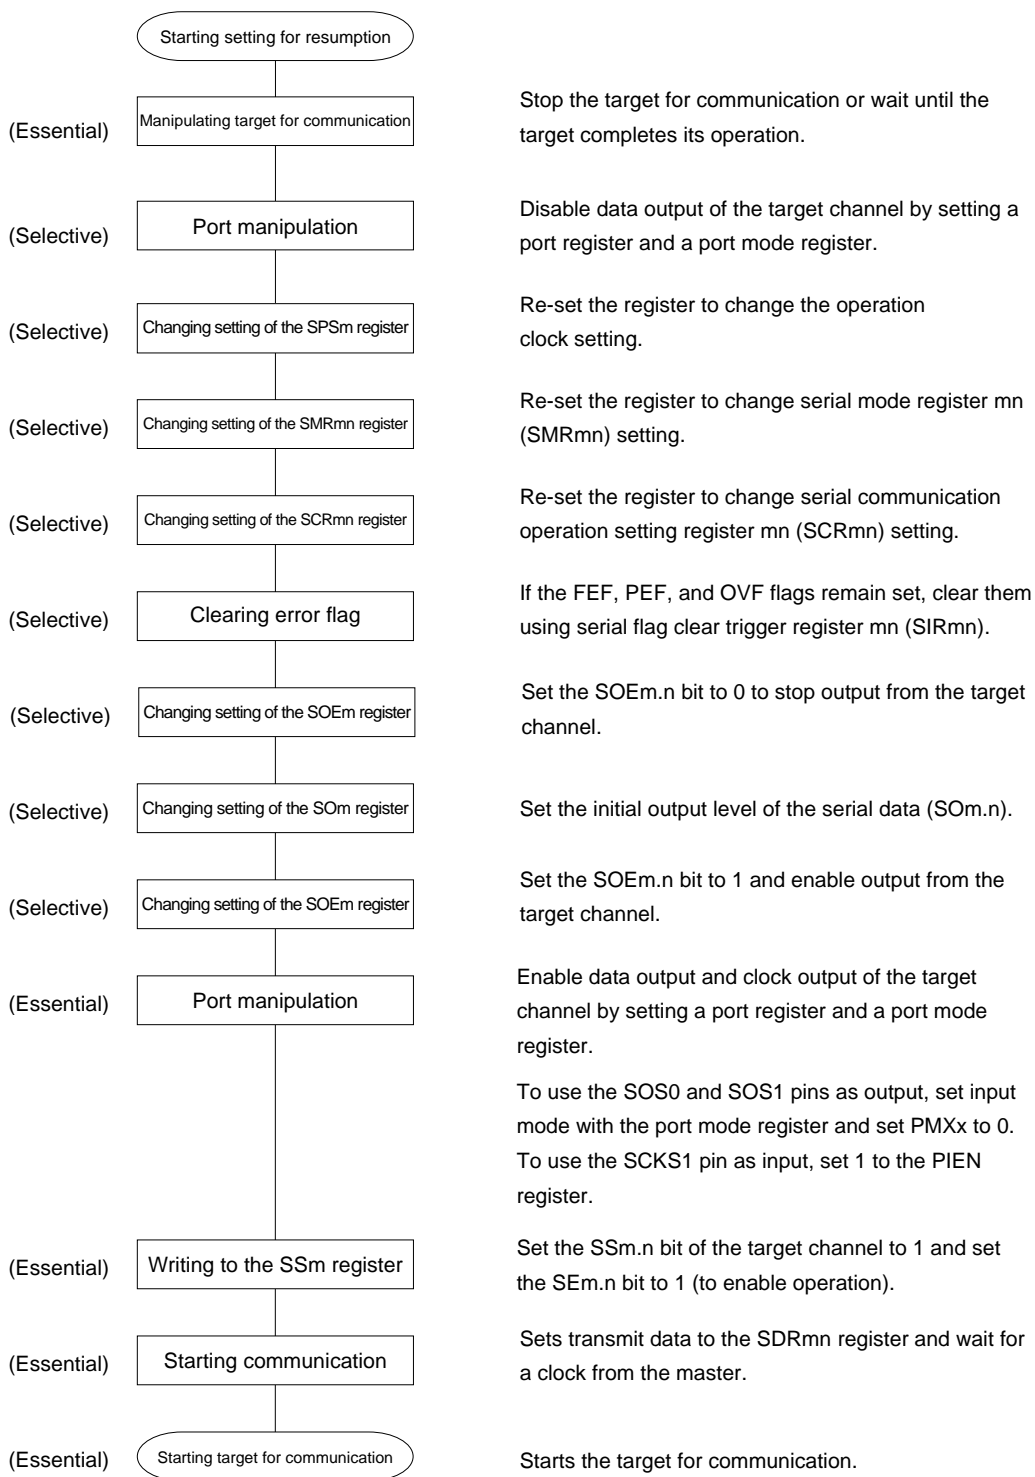 Starting setting for resumption
(Essential)
Manipulating target for communication
Stop the target for communication or wait until the
target completes its operation.
(Selective)
Port manipulation
Disable data output of the target channel by setting a
port register and a port mode register.
(Selective)
Changing setting of the SPSm register
Re-set the register to change the operation
clock setting.
(Selective)
Changing setting of the SMRmn register
Re-set the register to change serial mode register mn
(SMRmn) setting.
(Selective)
Changing setting of the SCRmn register
Re-set the register to change serial communication
operation setting register mn (SCRmn) setting.
(Selective)
Clearing error flag
If the FEF, PEF, and OVF flags remain set, clear them
using serial flag clear trigger register mn (SIRmn).
(Selective)
Changing setting of the SOEm register
Set the SOEm.n bit to 0 to stop output from the target
channel.
(Selective)
Changing setting of the SOm register
Set the initial output level of the serial data (SOm.n).
(Selective)
Changing setting of the SOEm register
Set the SOEm.n bit to 1 and enable output from the
target channel.
(Essential)
Port manipulation
Enable data output and clock output of the target
channel by setting a port register and a port mode
register.
To use the SOS0 and SOS1 pins as output, set input
mode with the port mode register and set PMXx to 0.
To use the SCKS1 pin as input, set 1 to the PIEN
register.
(Essential)
Writing to the SSm register
Set the SSm.n bit of the target channel to 1 and set
the SEm.n bit to 1 (to enable operation).
(Essential)
Starting communication
Sets transmit data to the SDRmn register and wait for
a clock from the master.
(Essential)
Starting target for communication
Starts the target for communication.